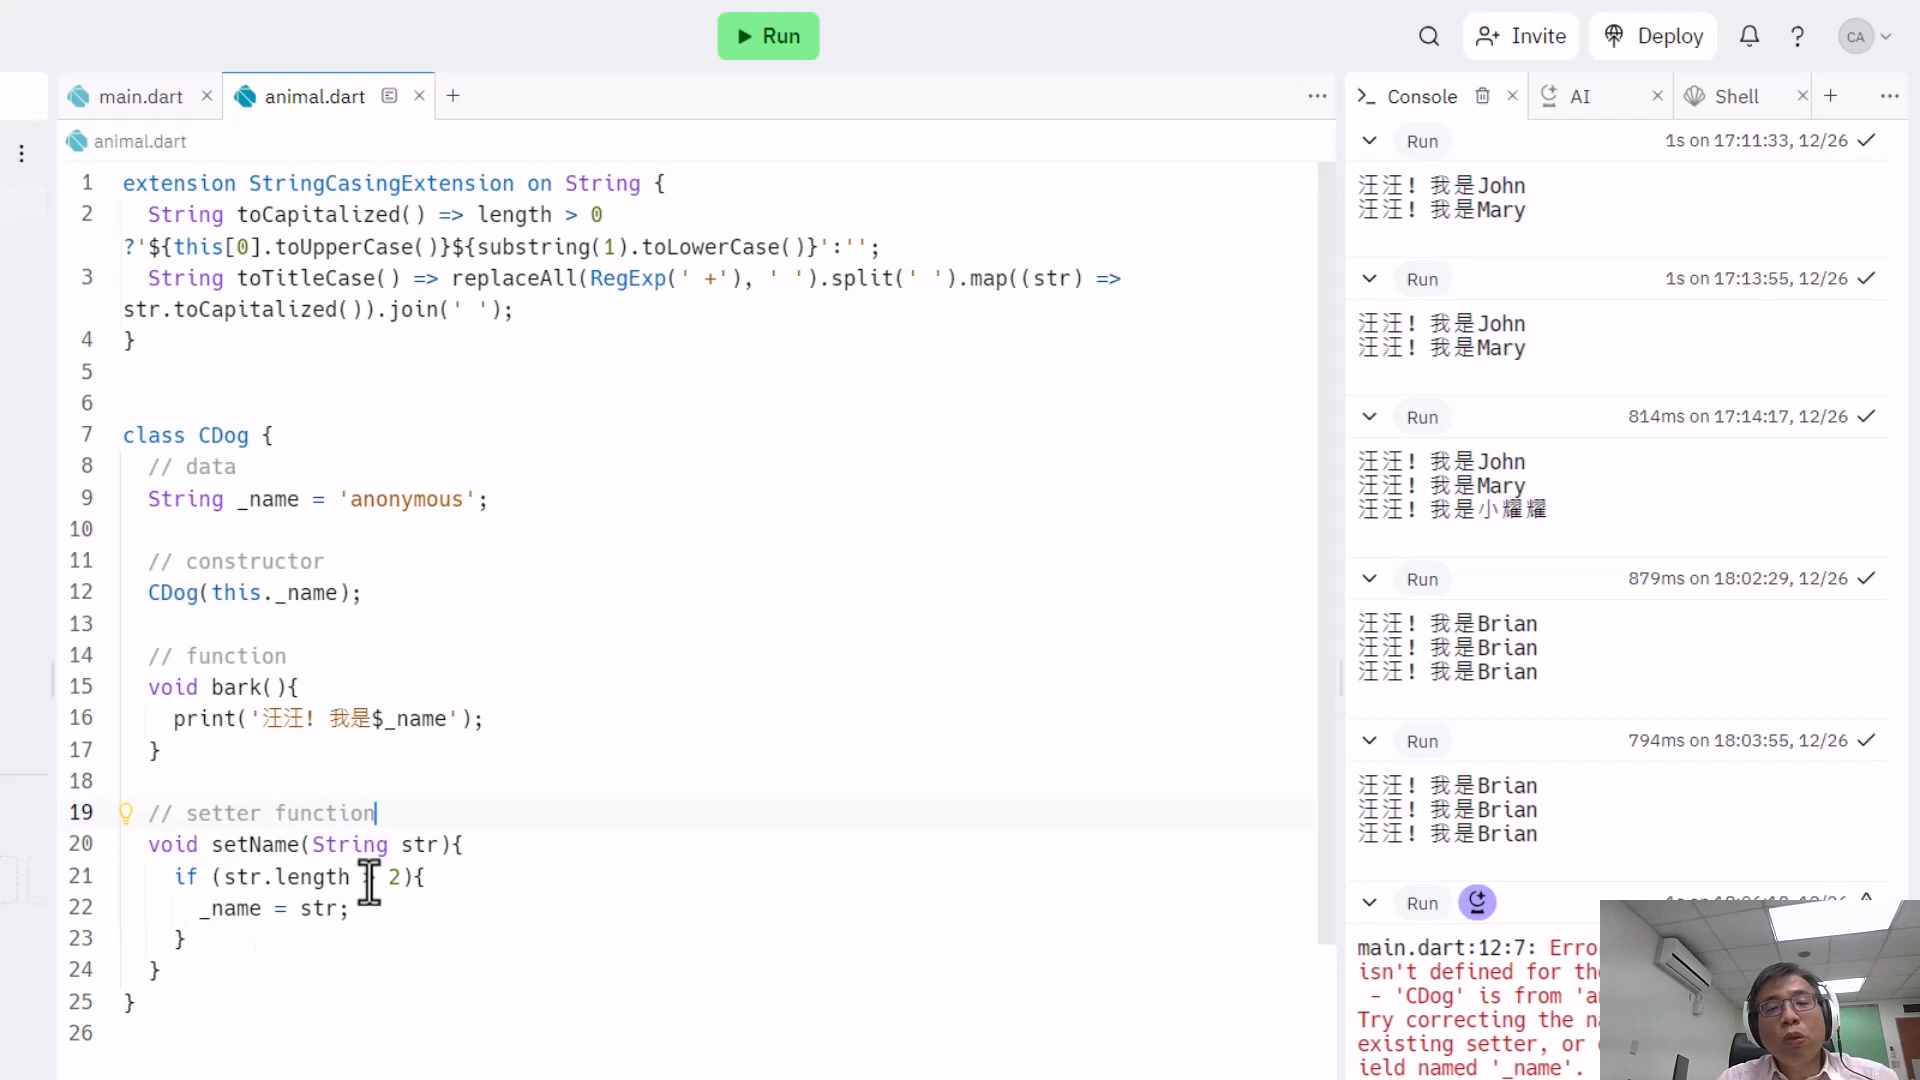 Run
Invite
Deploy
?
CA
main.dart
animal.dart
Console
AI
Shell
animal.dart
1 extension StringCasingExtension on String {
2 String toCapitalized() => length > 0
?'${this[0].toUpperCase()}${substring(1).toLowerCase()}':'';
3 String toTitleCase() => replaceAll(RegExp(' +'), ' ').split(' ').map((str) =>
str.toCapitalized()).join(' ');
4 }
5
6
7 class CDog {
8 // data
9 String _name = 'anonymous';
10
11 // constructor
12 CDog(this._name);
13
14 // function
15 void bark(){
16 print('汪汪! 我是$_name');
17 }
18
19 // setter function
20 void setName(String str){
21 if (str.length 2){
22 _name = str;
23 }
24 }
25 }
26
Run 1s on 17:11:33, 12/26
汪汪! 我是John
汪汪! 我是Mary
Run 1s on 17:13:55, 12/26
汪汪! 我是John
汪汪! 我是Mary
Run 814ms on 17:14:17, 12/26
汪汪! 我是John
汪汪! 我是Mary
汪汪! 我是小耀耀
Run 879ms on 18:02:29, 12/26
汪汪! 我是Brian
汪汪! 我是Brian
汪汪! 我是Brian
Run 794ms on 18:03:55, 12/26
汪汪! 我是Brian
汪汪! 我是Brian
汪汪! 我是Brian
Run
main.dart:12:7: Erro
isn't defined for the
- 'CDog' is from 'a
Try correcting the n
existing setter, or
ield named '_name'.